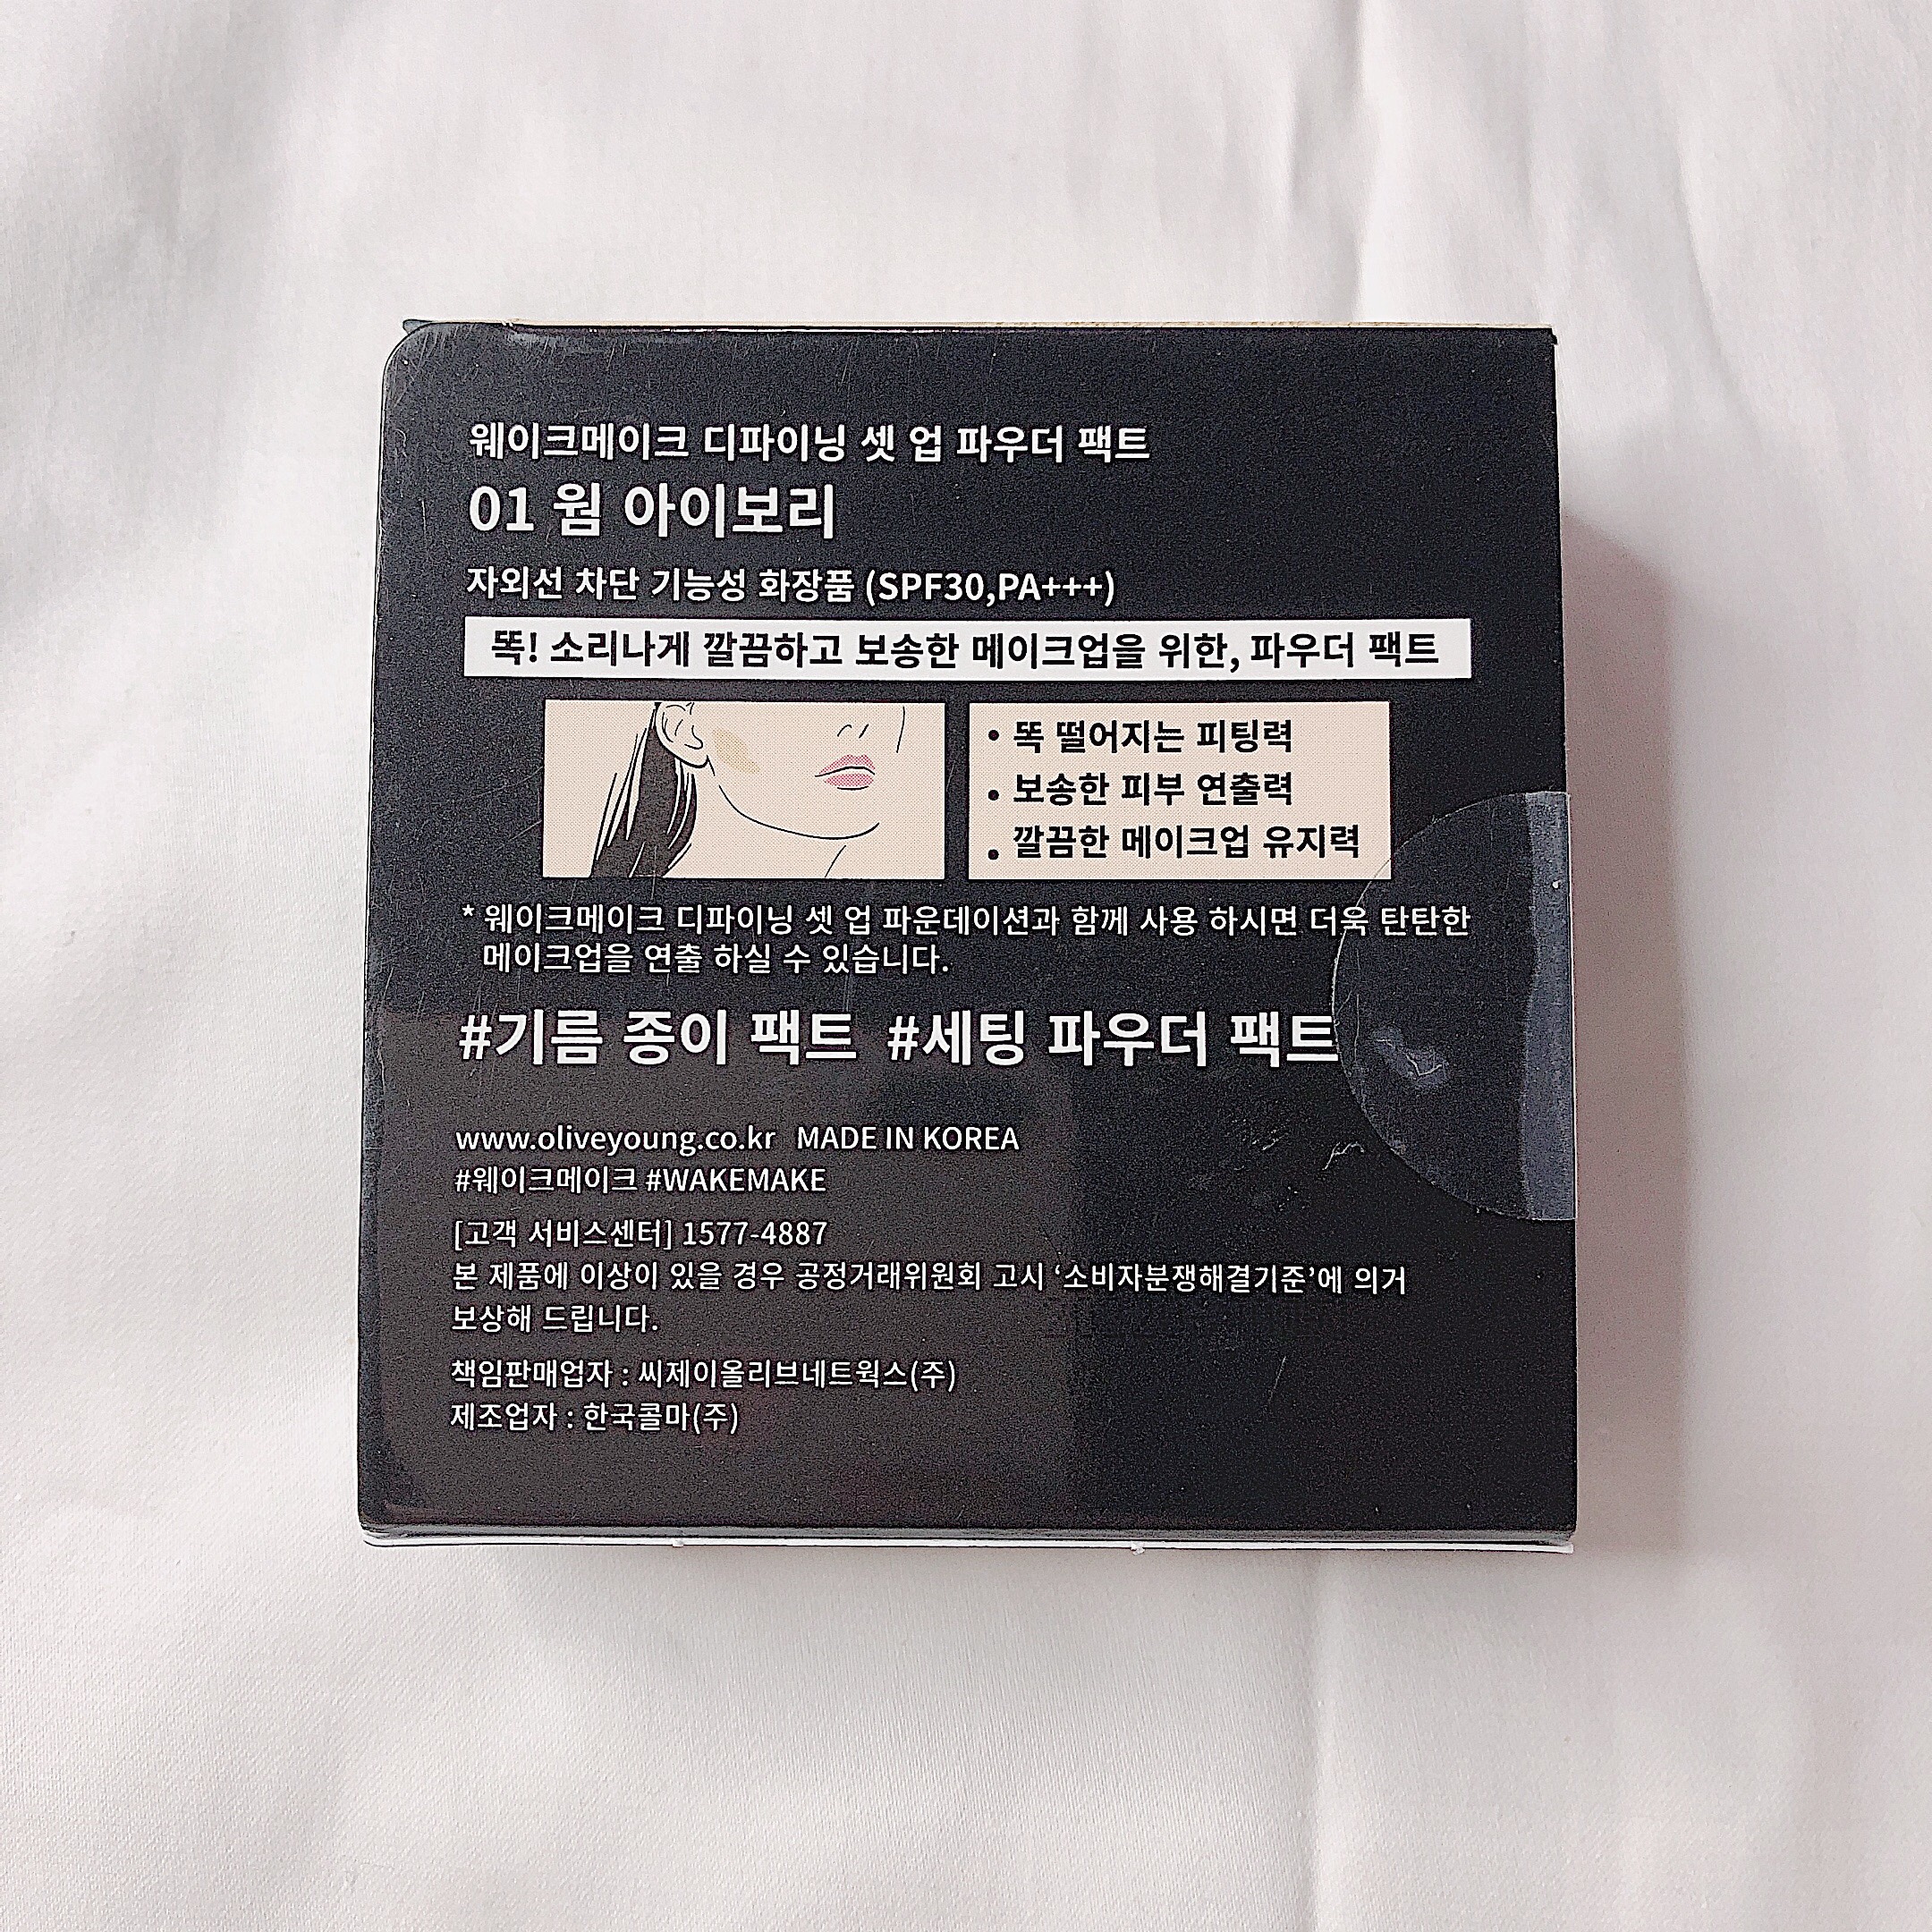 웨이크메이크 디파이닝 셋 업 파우더 팩트
01 웜 아이보리
자외선 차단 기능성 화장품 (SPF30,PA+++)
똑! 소리나게 깔끔하고 보송한 메이크업을 위한, 파우더 팩트
• 똑 떨어지는 피팅력
• 보송한 피부 연출력
• 깔끔한 메이크업 유지력
* 웨이크메이크 디파이닝 셋 업 파운데이션과 함께 사용 하시면 더욱 탄탄한
메이크업을 연출 하실 수 있습니다.
#기름 종이 팩트 #세팅 파우더 팩트
www.oliveyoung.co.kr MADE IN KOREA
#웨이크메이크 #WAKEMAKE
[고객 서비스센터] 1577-4887
본 제품에 이상이 있을 경우 공정거래위원회 고시 ‘소비자분쟁해결기준’에 의거
보상해 드립니다.
책임판매업자 : 씨제이올리브네트웍스(주)
제조업자 : 한국콜마(주)